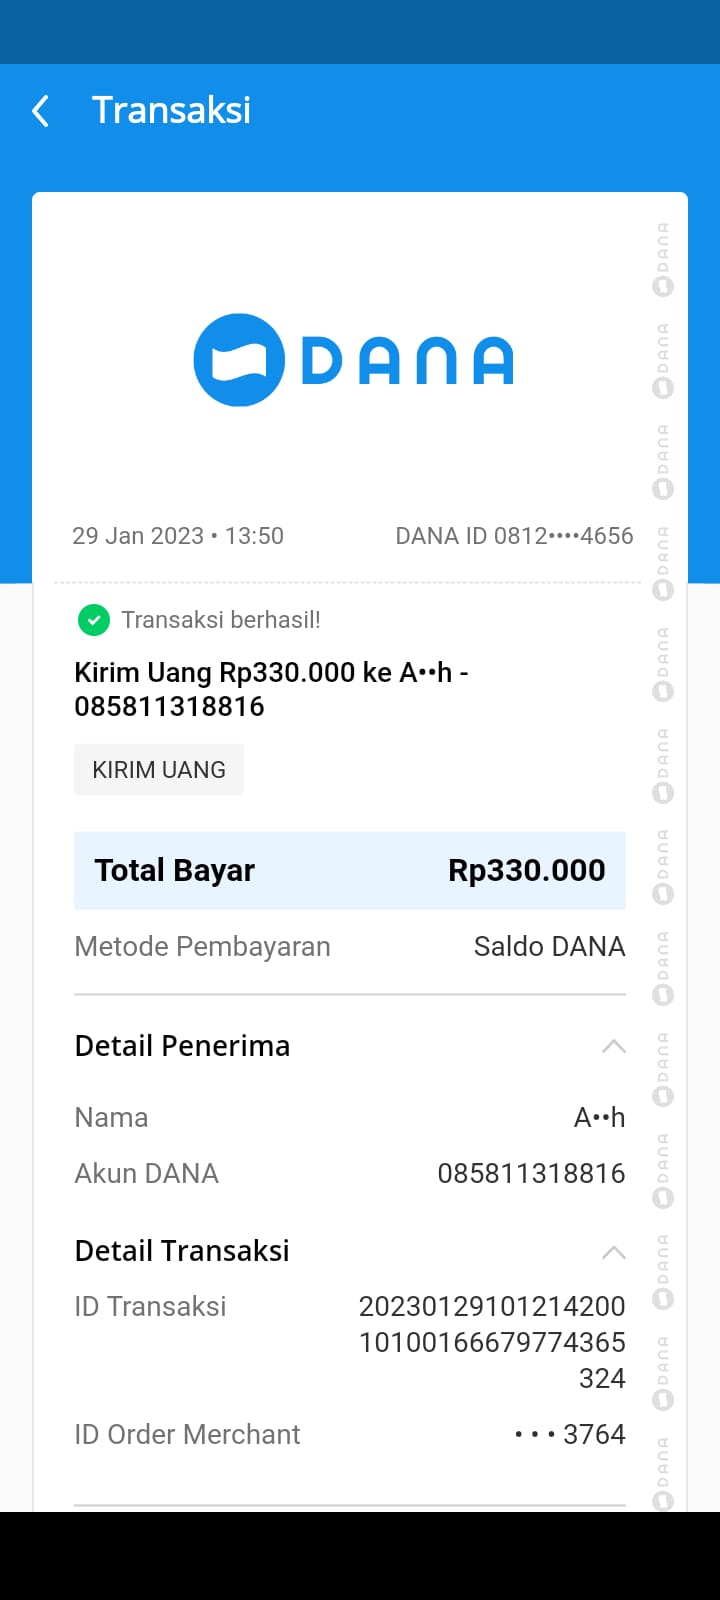 Transaksi
DANA
29 Jan 2023 • 13:50 DANA ID 0812••••4656
Transaksi berhasil!
Kirim Uang Rp330.000 ke A••h -
085811318816
KIRIM UANG
Total Bayar Rp330.000
Metode Pembayaran Saldo DANA
Detail Penerima
Nama A••h
Akun DANA 085811318816
Detail Transaksi
ID Transaksi 20230129101214200
10100166679774365
324
ID Order Merchant • • • 3764
DANA
DANA
DANA
DANA
DANA
DANA
DANA
DANA
DANA
DANA
DANA
DANA
DANA